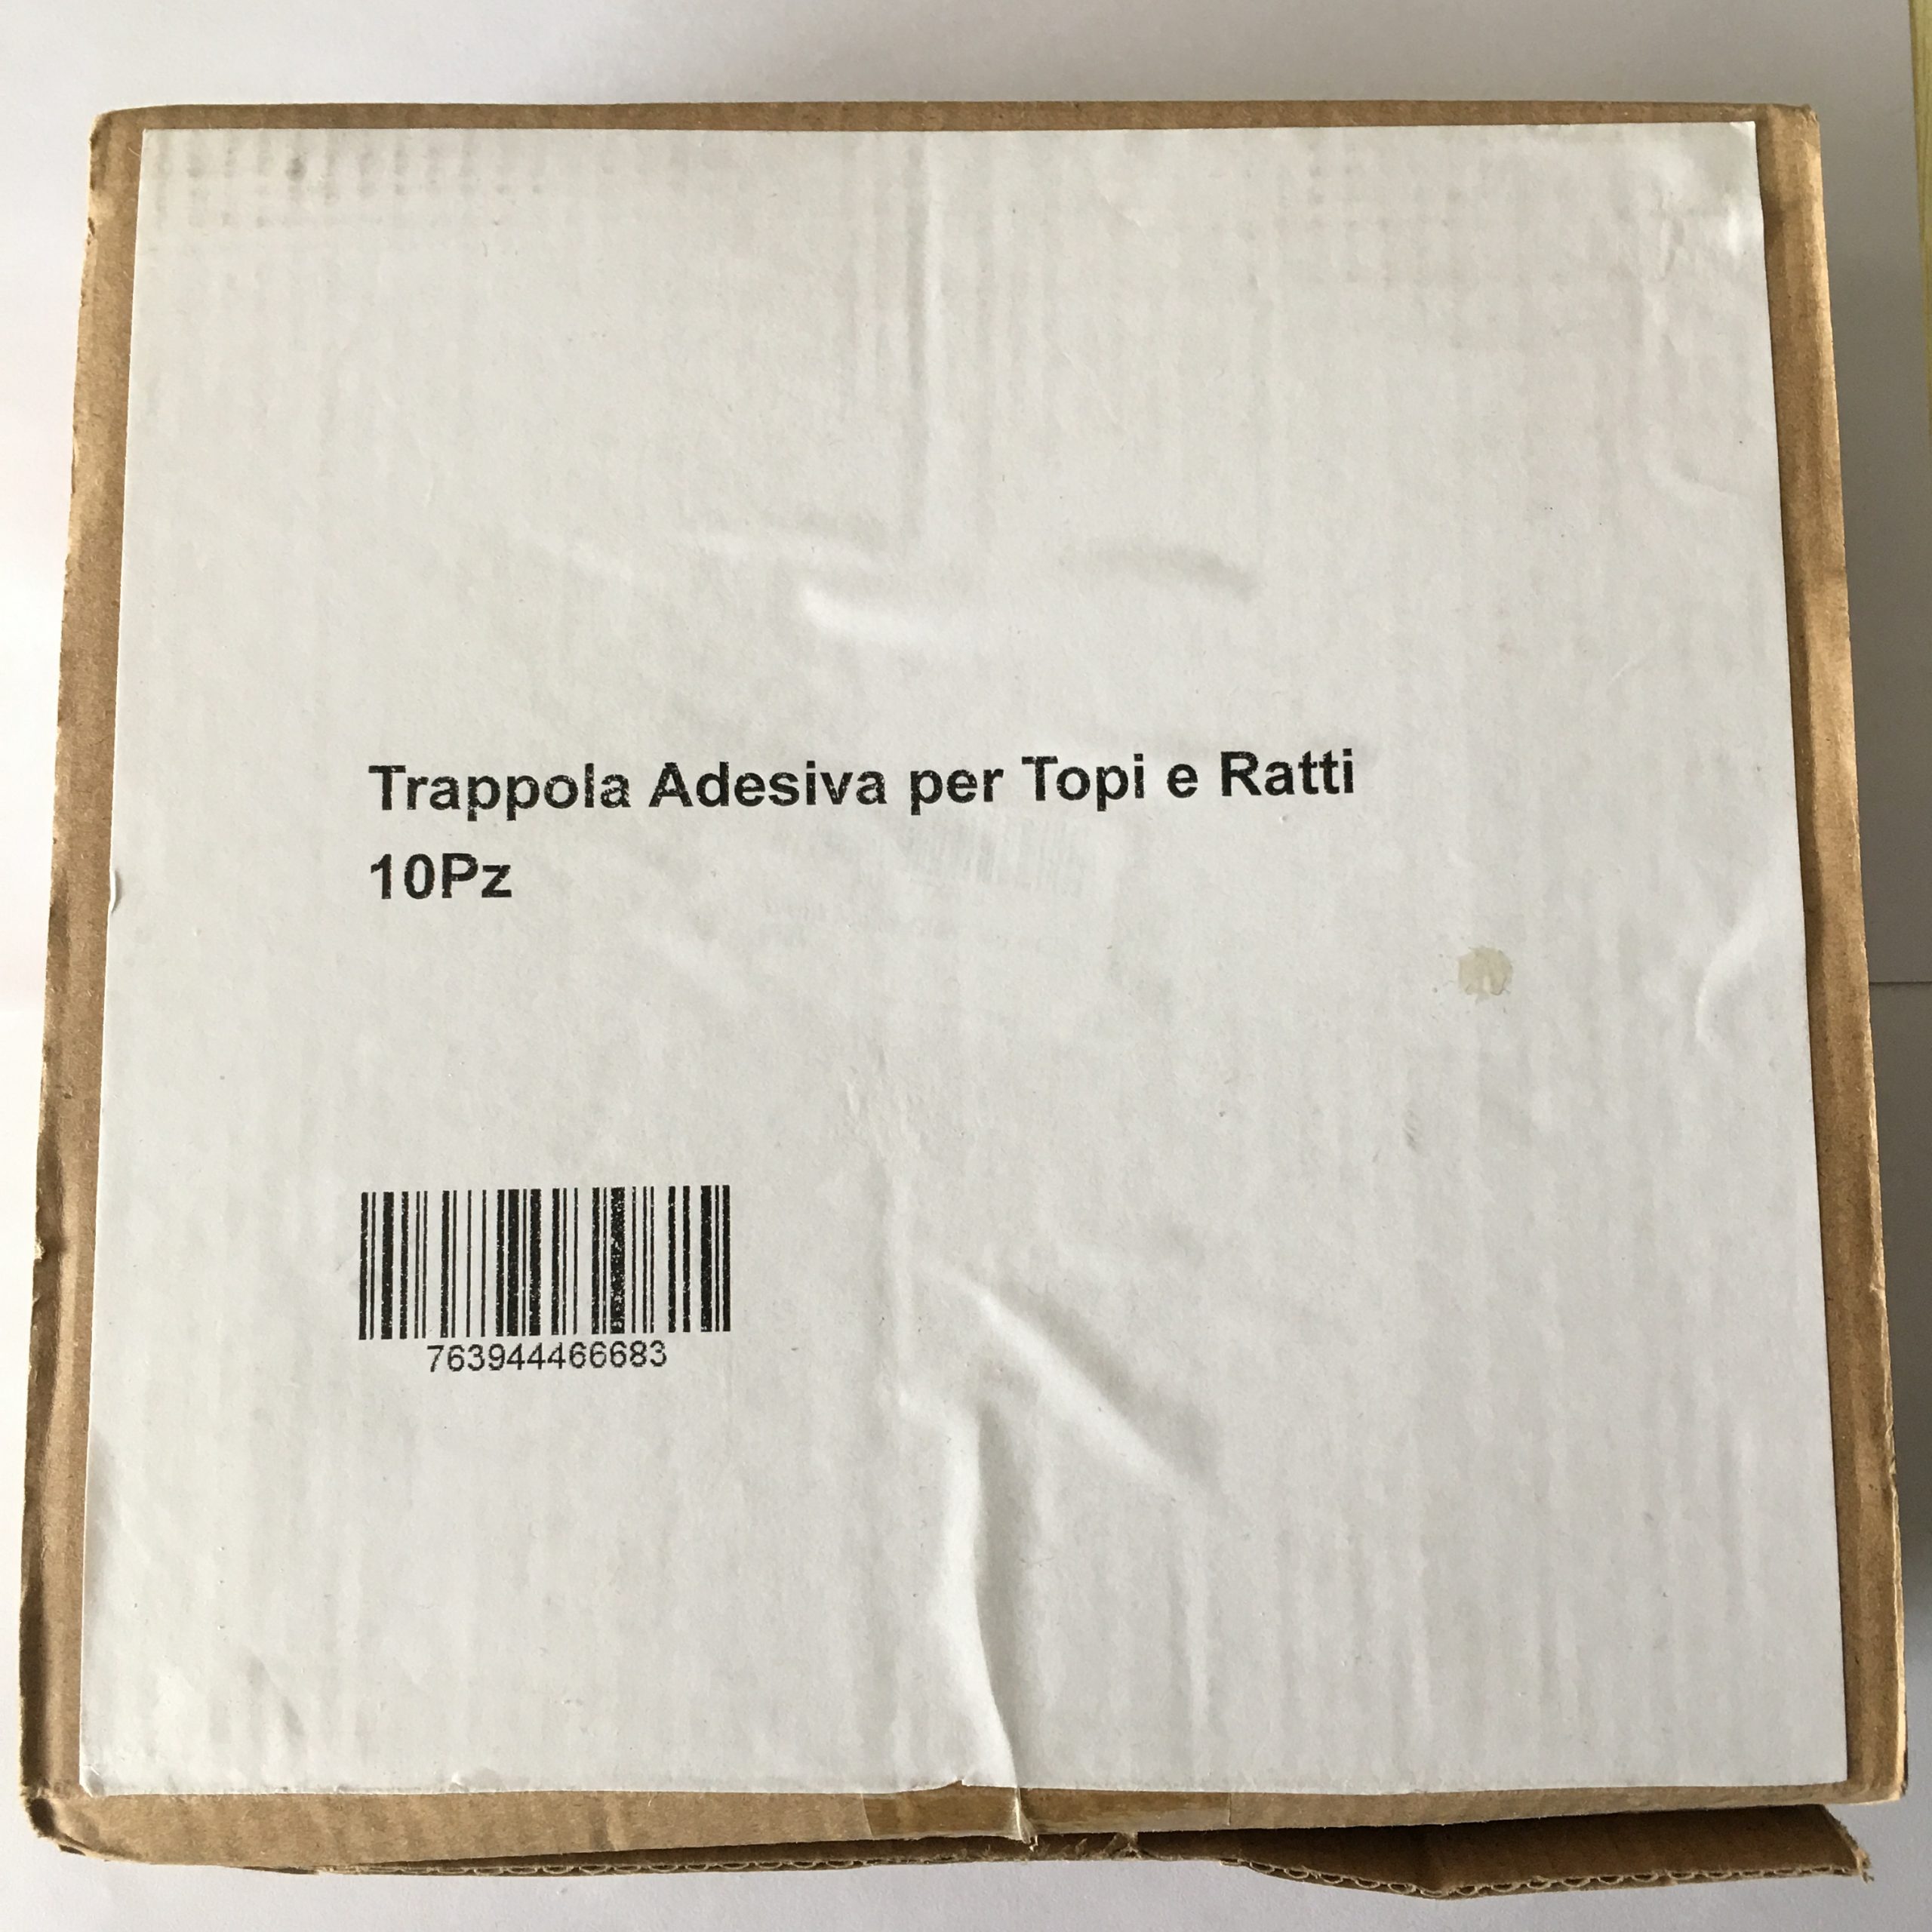 Trappola Adesiva per Topi e Ratti
10Pz
763944466683